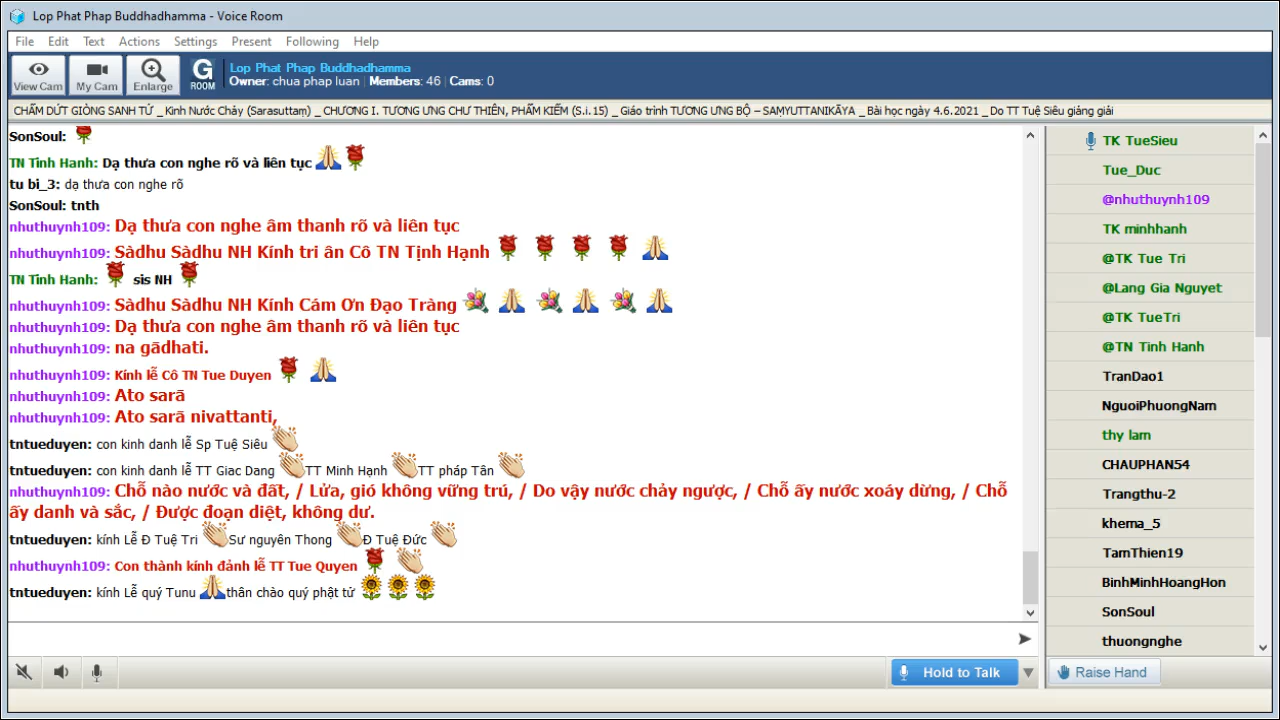 Lop Phat Phap Buddhadhamma - Voice Room
File Edit Text Actions Settings Present Following Help
View Cam My Cam Enlarge G ROOM
Lop Phat Phap Buddhadhamma
Owner: chua phap luan Members: 46 Cams: 0
CHẤM DỨT GIÒNG SANH TỬ _ Kinh Nước Chảy (Sarasuttaṃ) _ CHƯƠNG I. TƯƠNG ƯNG CHƯ THIÊN, PHẨM KIẾM (S.i.15) _ Giáo trình TƯƠNG ƯNG BỘ – SAṂYUTTANIKĀYA _ Bài học ngày 4.6.2021 _ Do TT Tuệ Siêu giảng giải
SonSoul:
TN Tinh Hanh: Dạ thưa con nghe rõ và liên tục
tu bi_3: dạ thưa con nghe rõ
SonSoul: tnth
nhuthuynh109: Dạ thưa con nghe âm thanh rõ và liên tục
nhuthuynh109: Sàdhu Sàdhu NH Kính tri ân Cô TN Tịnh Hạnh
TN Tinh Hanh: sis NH
nhuthuynh109: Sàdhu Sàdhu NH Kính Cám Ơn Đạo Tràng
nhuthuynh109: Dạ thưa con nghe âm thanh rõ và liên tục
nhuthuynh109: na gādhati.
nhuthuynh109: Kính lễ Cô TN Tue Duyen
nhuthuynh109: Ato sarā
nhuthuynh109: Ato sarā nivattanti,
tntueduyen: con kinh danh lễ Sp Tuệ Siêu
tntueduyen: con kinh danh lễ TT Giac Dang TT Minh Hạnh TT pháp Tân
nhuthuynh109: Chỗ nào nước và đất, / Lửa, gió không vững trú, / Do vậy nước chảy ngược, / Chỗ ấy nước xoáy dừng, / Chỗ
ấy danh và sắc, / Được đoạn diệt, không dư.
tntueduyen: kính Lễ Đ Tuệ Tri Sư nguyên Thong Đ Tuệ Đức
nhuthuynh109: Con thành kính đảnh lễ TT Tue Quyen
tntueduyen: kính Lễ quý Tunu thân chào quý phật tử
TK TueSieu
Tue_Duc
@nhuthuynh109
TK minhhanh
@TK Tue Tri
@Lang Gia Nguyet
@TK TueTri
@TN Tinh Hanh
TranDao1
NguoiPhuongNam
thy lam
CHAUPHAN54
Trangthu-2
khema_5
TamThien19
BinhMinhHoangHon
SonSoul
thuongnghe
Hold to Talk
Raise Hand